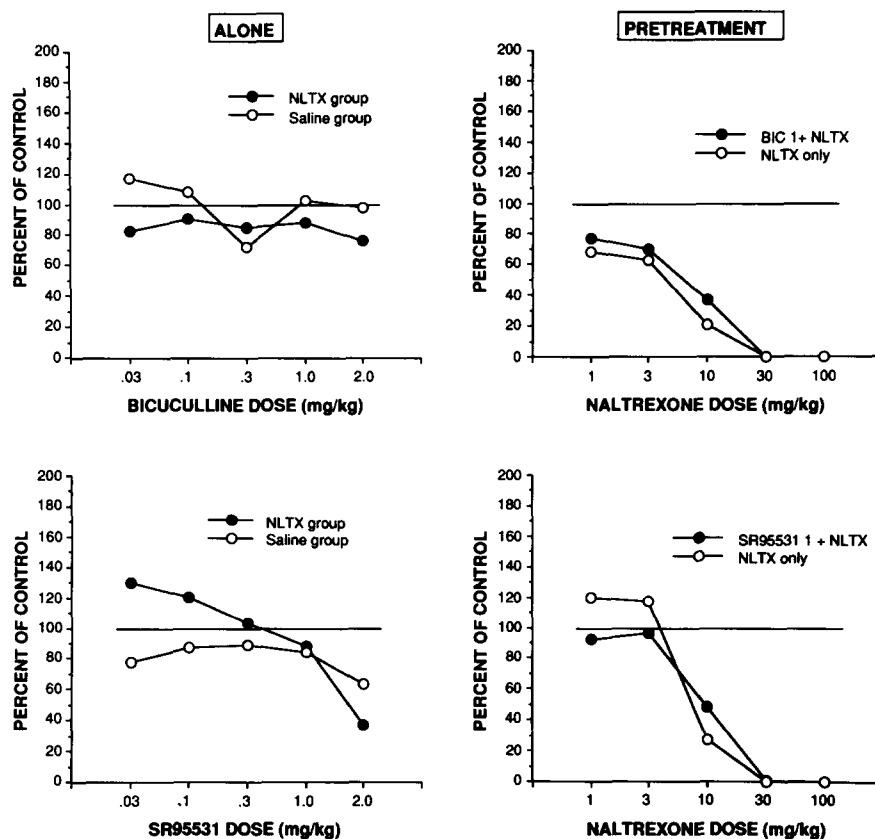 ALONE
PERCENT OF CONTROL
220
200
180
160
140
120
100
80
60
40
20
0
NLTX group
Saline group
.03 .1 .3 1.0 2.0
BICUCULLINE DOSE (mg/kg)
PRETREATMENT
PERCENT OF CONTROL
220
200
180
160
140
120
100
80
60
40
20
0
BIC 1+ NLTX
NLTX only
1 3 10 30 100
NALTREXONE DOSE (mg/kg)
PERCENT OF CONTROL
200
180
160
140
120
100
80
60
40
20
0
NLTX group
Saline group
.03 .1 .3 1.0 2.0
SR95531 DOSE (mg/kg)
PERCENT OF CONTROL
200
180
160
140
120
100
80
60
40
20
0
SR95531 1 + NLTX
NLTX only
1 3 10 30 100
NALTREXONE DOSE (mg/kg)